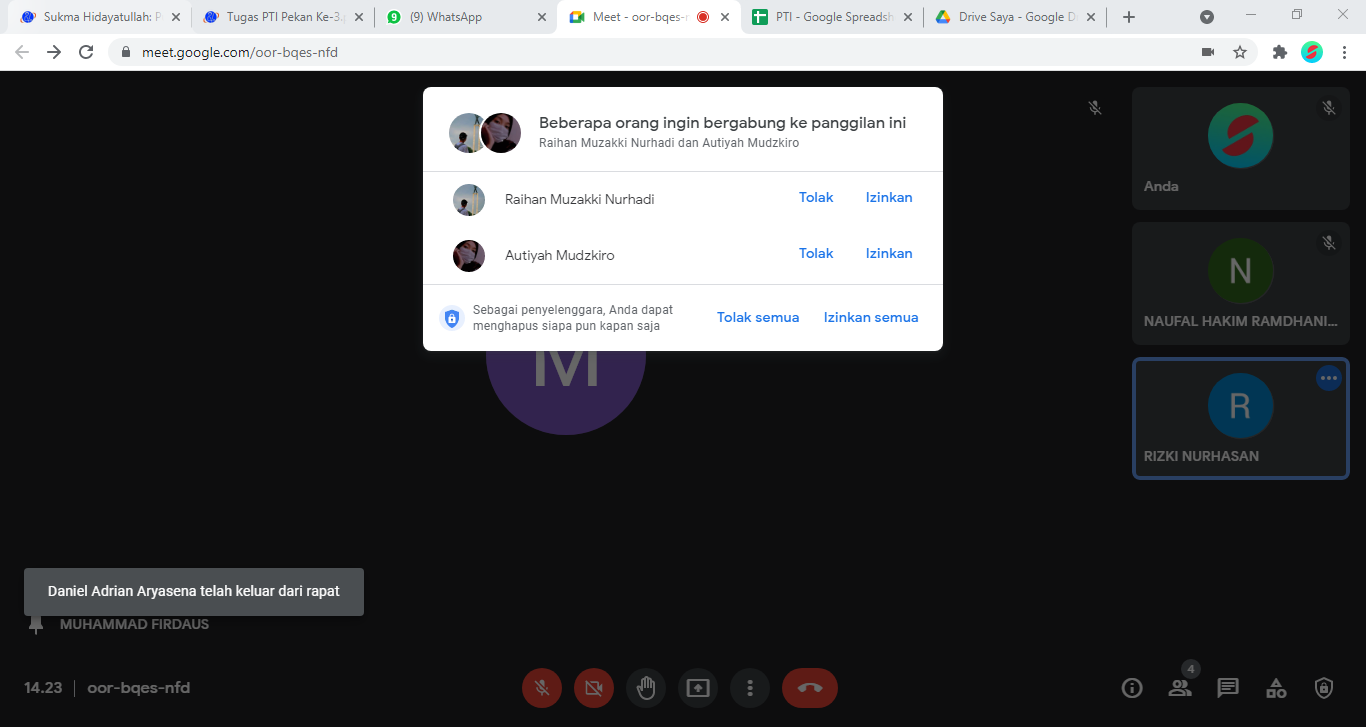 Sukma Hidayatullah: P
Tugas PTI Pekan Ke-3.
9
(9) WhatsApp
Meet - oor-bqes-n
PTI - Google Spreadsh
Drive Saya - Google D
meet.google.com/oor-bqes-nfd
Beberapa orang ingin bergabung ke panggilan ini
Raihan Muzakki Nurhadi dan Autiyah Mudzkiro
Raihan Muzakki Nurhadi
Tolak
Izinkan
Autiyah Mudzkiro
Tolak
Izinkan
Sebagai penyelenggara, Anda dapat
menghapus siapa pun kapan saja
Tolak semua
Izinkan semua
M
Anda
N
NAUFAL HAKIM RAMDHANI...
R
RIZKI NURHASAN
Daniel Adrian Aryasena telah keluar dari rapat
MUHAMMAD FIRDAUS
14.23
oor-bqes-nfd
4